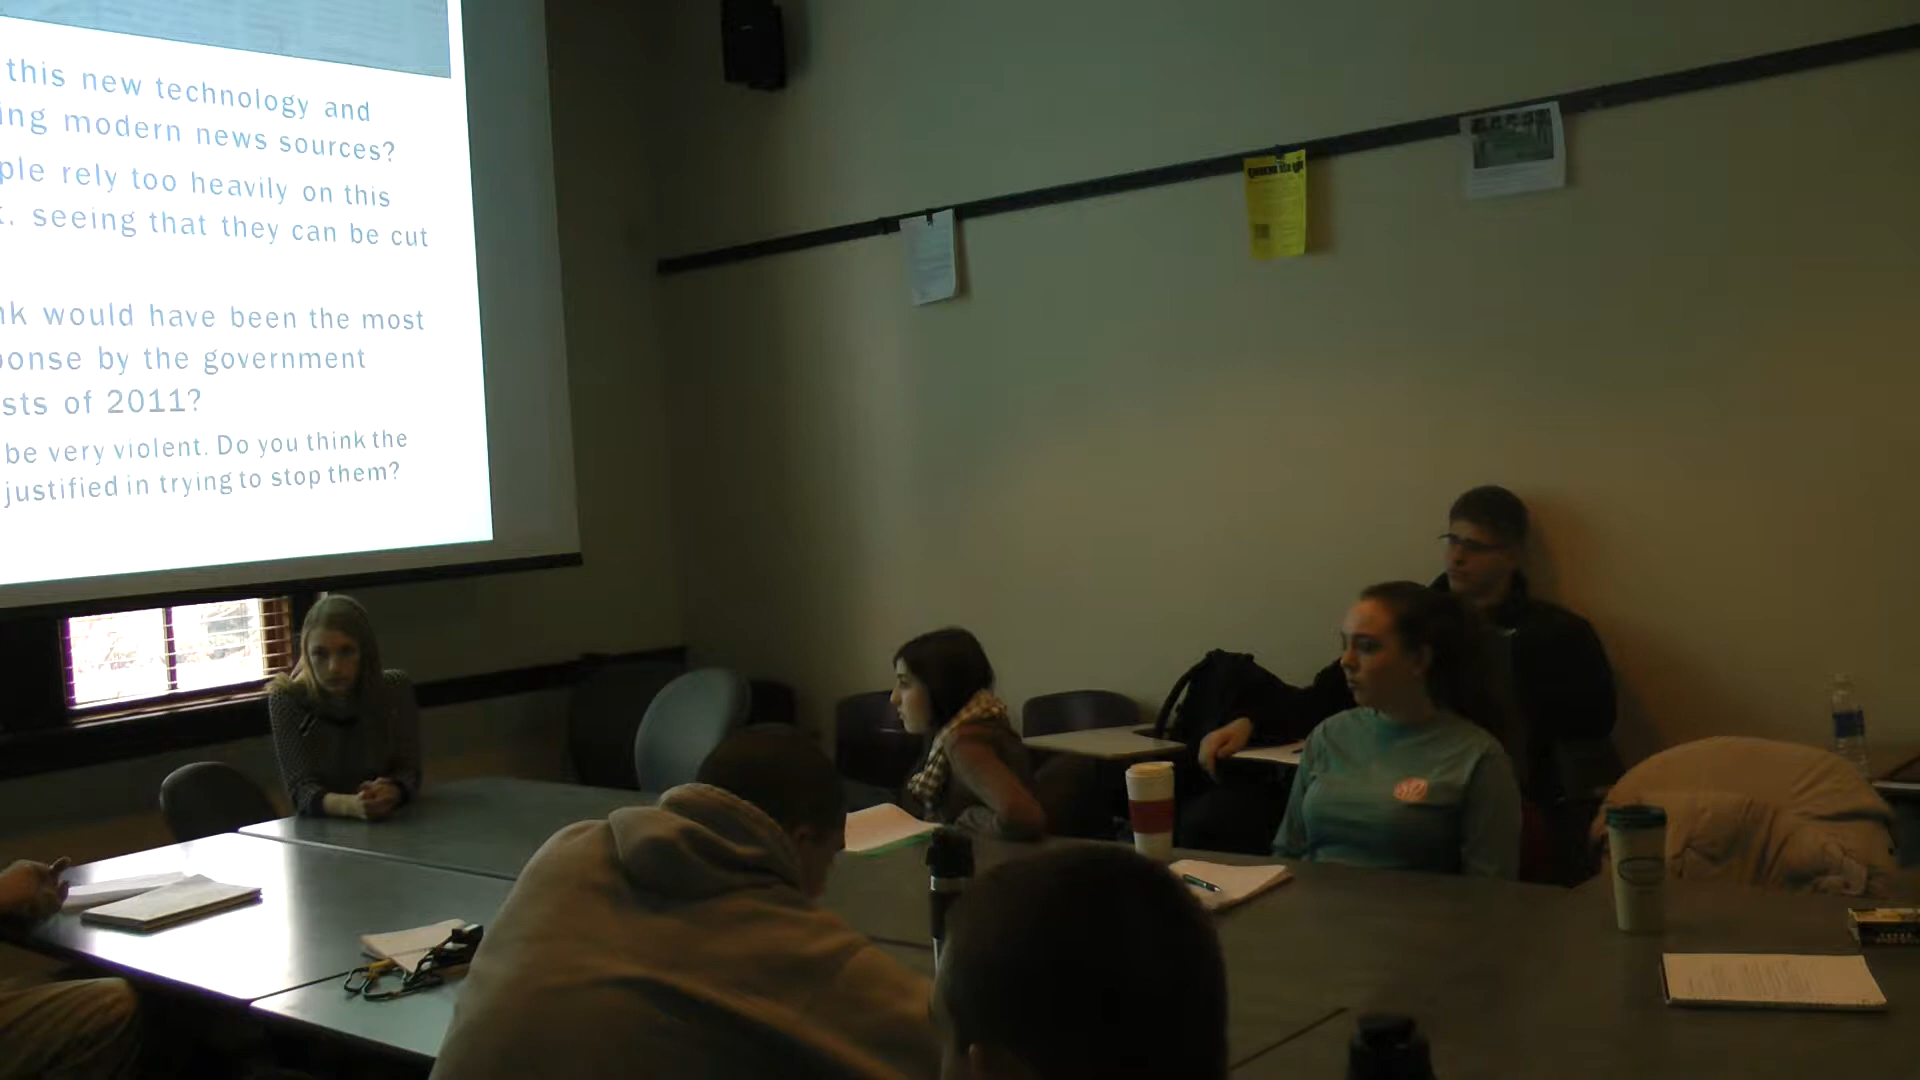 this new technology and
ing modern news sources?
ple rely too heavily on this
. seeing that they can be cut
nk would have been the most
onse by the government
sts of 2011?
be very violent. Do you think the
justified in trying to stop them?